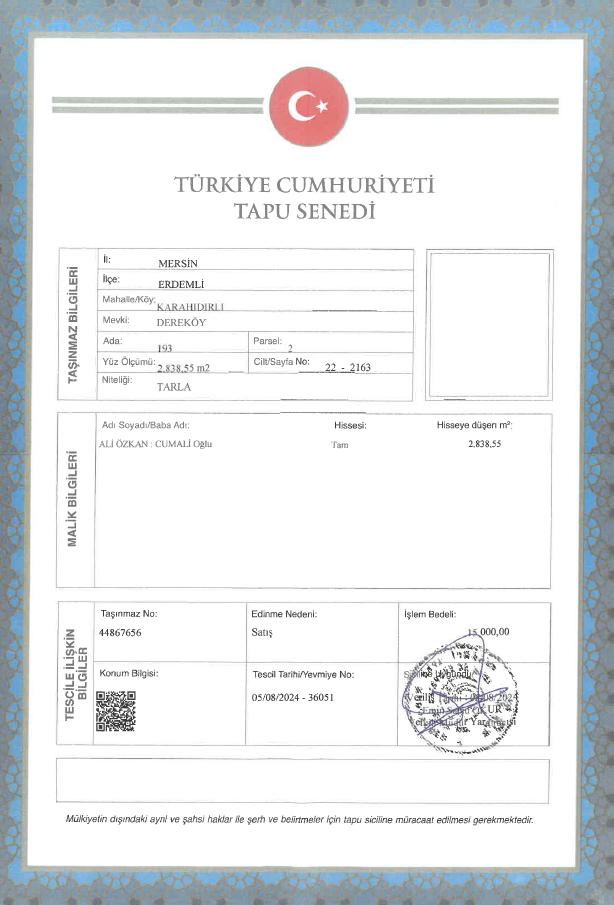 TÜRKİYE CUMHURİYETİ
TAPU SENEDİ
TAŞINMAZ BİLGİLERİ
İl: MERSİN
İlçe: ERDEMLİ
Mahalle/Köy: KARAHIDIRLI
Mevki: DEREKÖY
Ada: 193 Parsel: 2
Yüz Ölçümü: 2.838,55 m2 Cilt/Sayfa No: 22 - 2163
Niteliği: TARLA
MALİK BİLGİLERİ
Adı Soyadı/Baba Adı: Hissesi: Hisseye düşen m²:
ALİ ÖZKAN : CUMALİ Oğlu Tam 2.838,55
TESCİLE İLİŞKİN BİLGİLER
Taşınmaz No: Edinme Nedeni: İşlem Bedeli:
44867656 Satış 15.000,00
Konum Bilgisi: Tescil Tarihi/Yevmiye No: Siciline Uygundur
05/08/2024 - 36051
Mülkiyetin dışındaki ayni ve şahsi haklar ile şerh ve belirtmeler için tapu siciline müracaat edilmesi gerekmektedir.